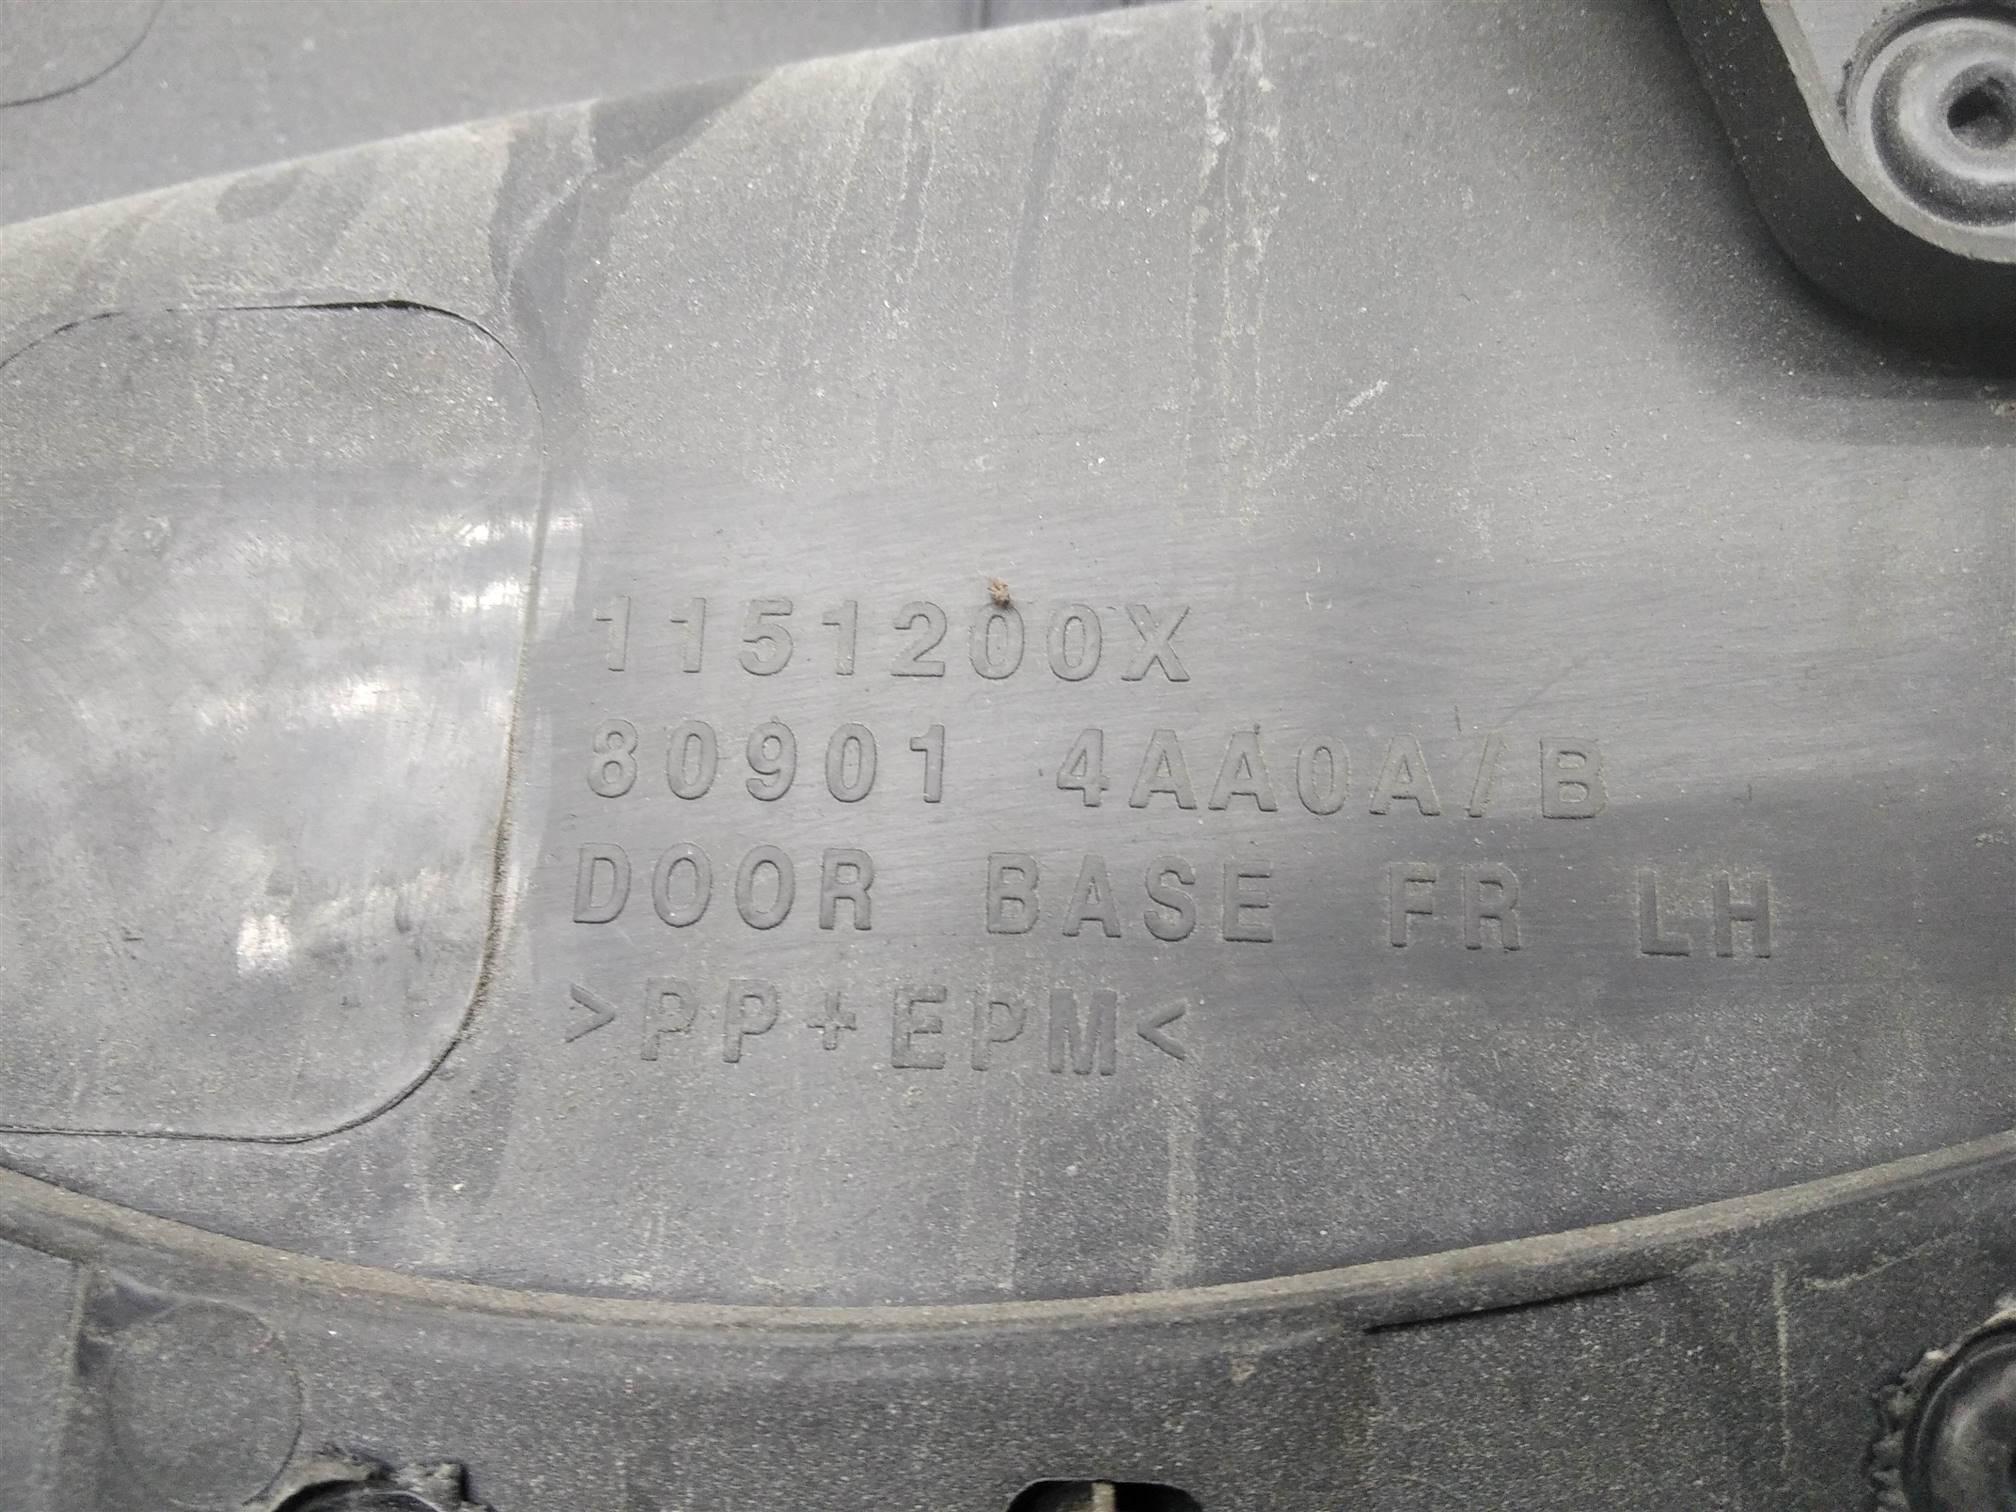 1151200X
80901 4AA0A/B
DOOR BASE FR LH
>PP+EPM<